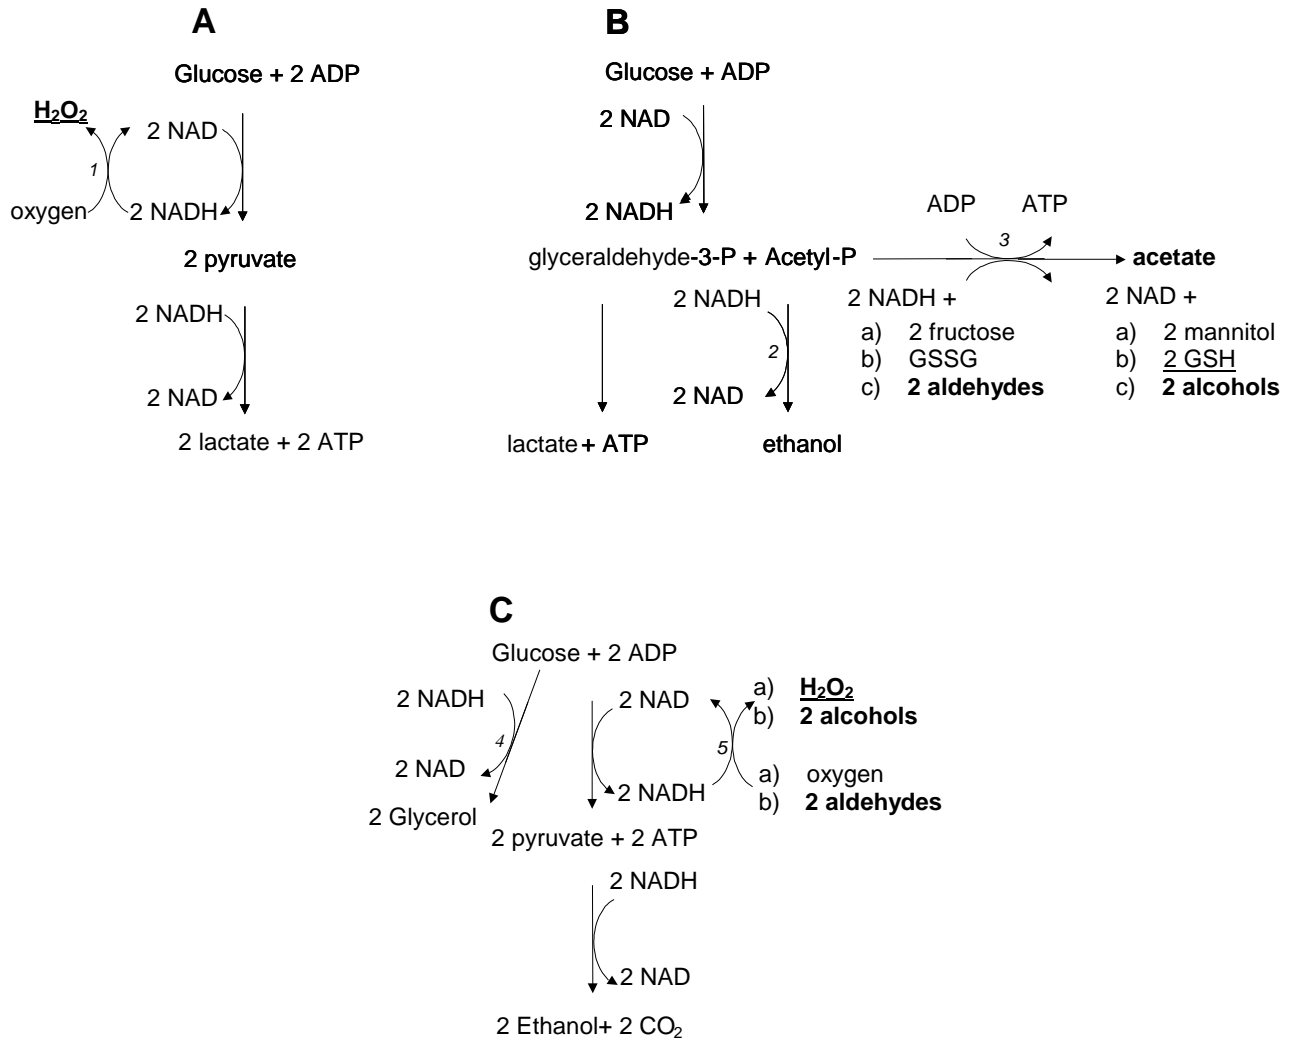 A
Glucose + 2 ADP
H₂O₂
2 NAD
1
oxygen
2 NADH
2 pyruvate
2 NADH
2 NAD
2 lactate + 2 ATP
B
Glucose + ADP
2 NAD
2 NADH
ADP ATP
3
glyceraldehyde-3-P + Acetyl-P
acetate
2 NADH
2 NADH +
2 NAD +
a) 2 fructose
a) 2 mannitol
2
b) GSSG
b) 2 GSH
2 NAD
c) 2 aldehydes
c) 2 alcohols
lactate + ATP
ethanol
C
Glucose + 2 ADP
2 NADH
2 NAD
a) H₂O₂
b) 2 alcohols
4
5
2 NAD
a) oxygen
2 NADH
b) 2 aldehydes
2 Glycerol
2 pyruvate + 2 ATP
2 NADH
2 NAD
2 Ethanol+ 2 CO₂